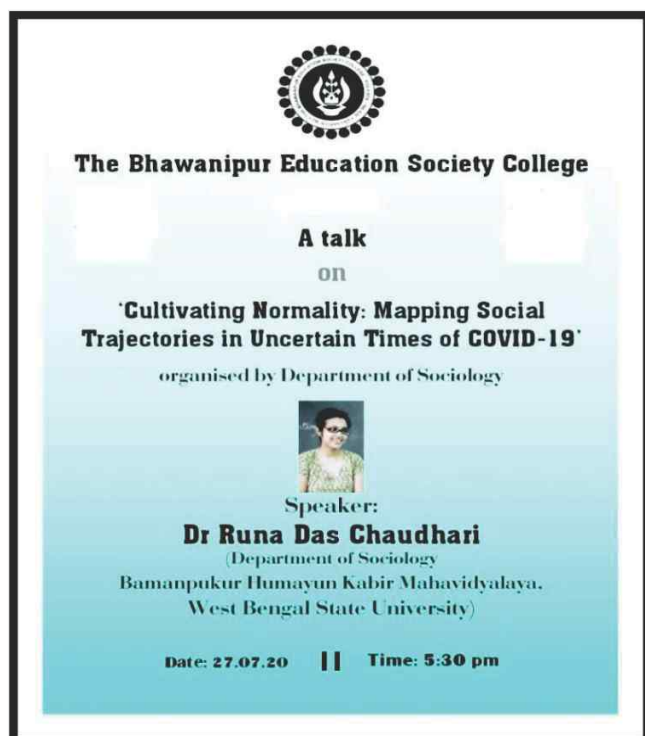 The Bhawanipur Education Society College
A talk
on
'Cultivating Normality: Mapping Social
Trajectories in Uncertain Times of COVID-19'
organised by Department of Sociology
Speaker:
Dr Runa Das Chaudhari
(Department of Sociology
Bamanpukur Humayun Kabir Mahavidyalaya,
West Bengal State University)
Date: 27.07.20 || Time: 5:30 pm